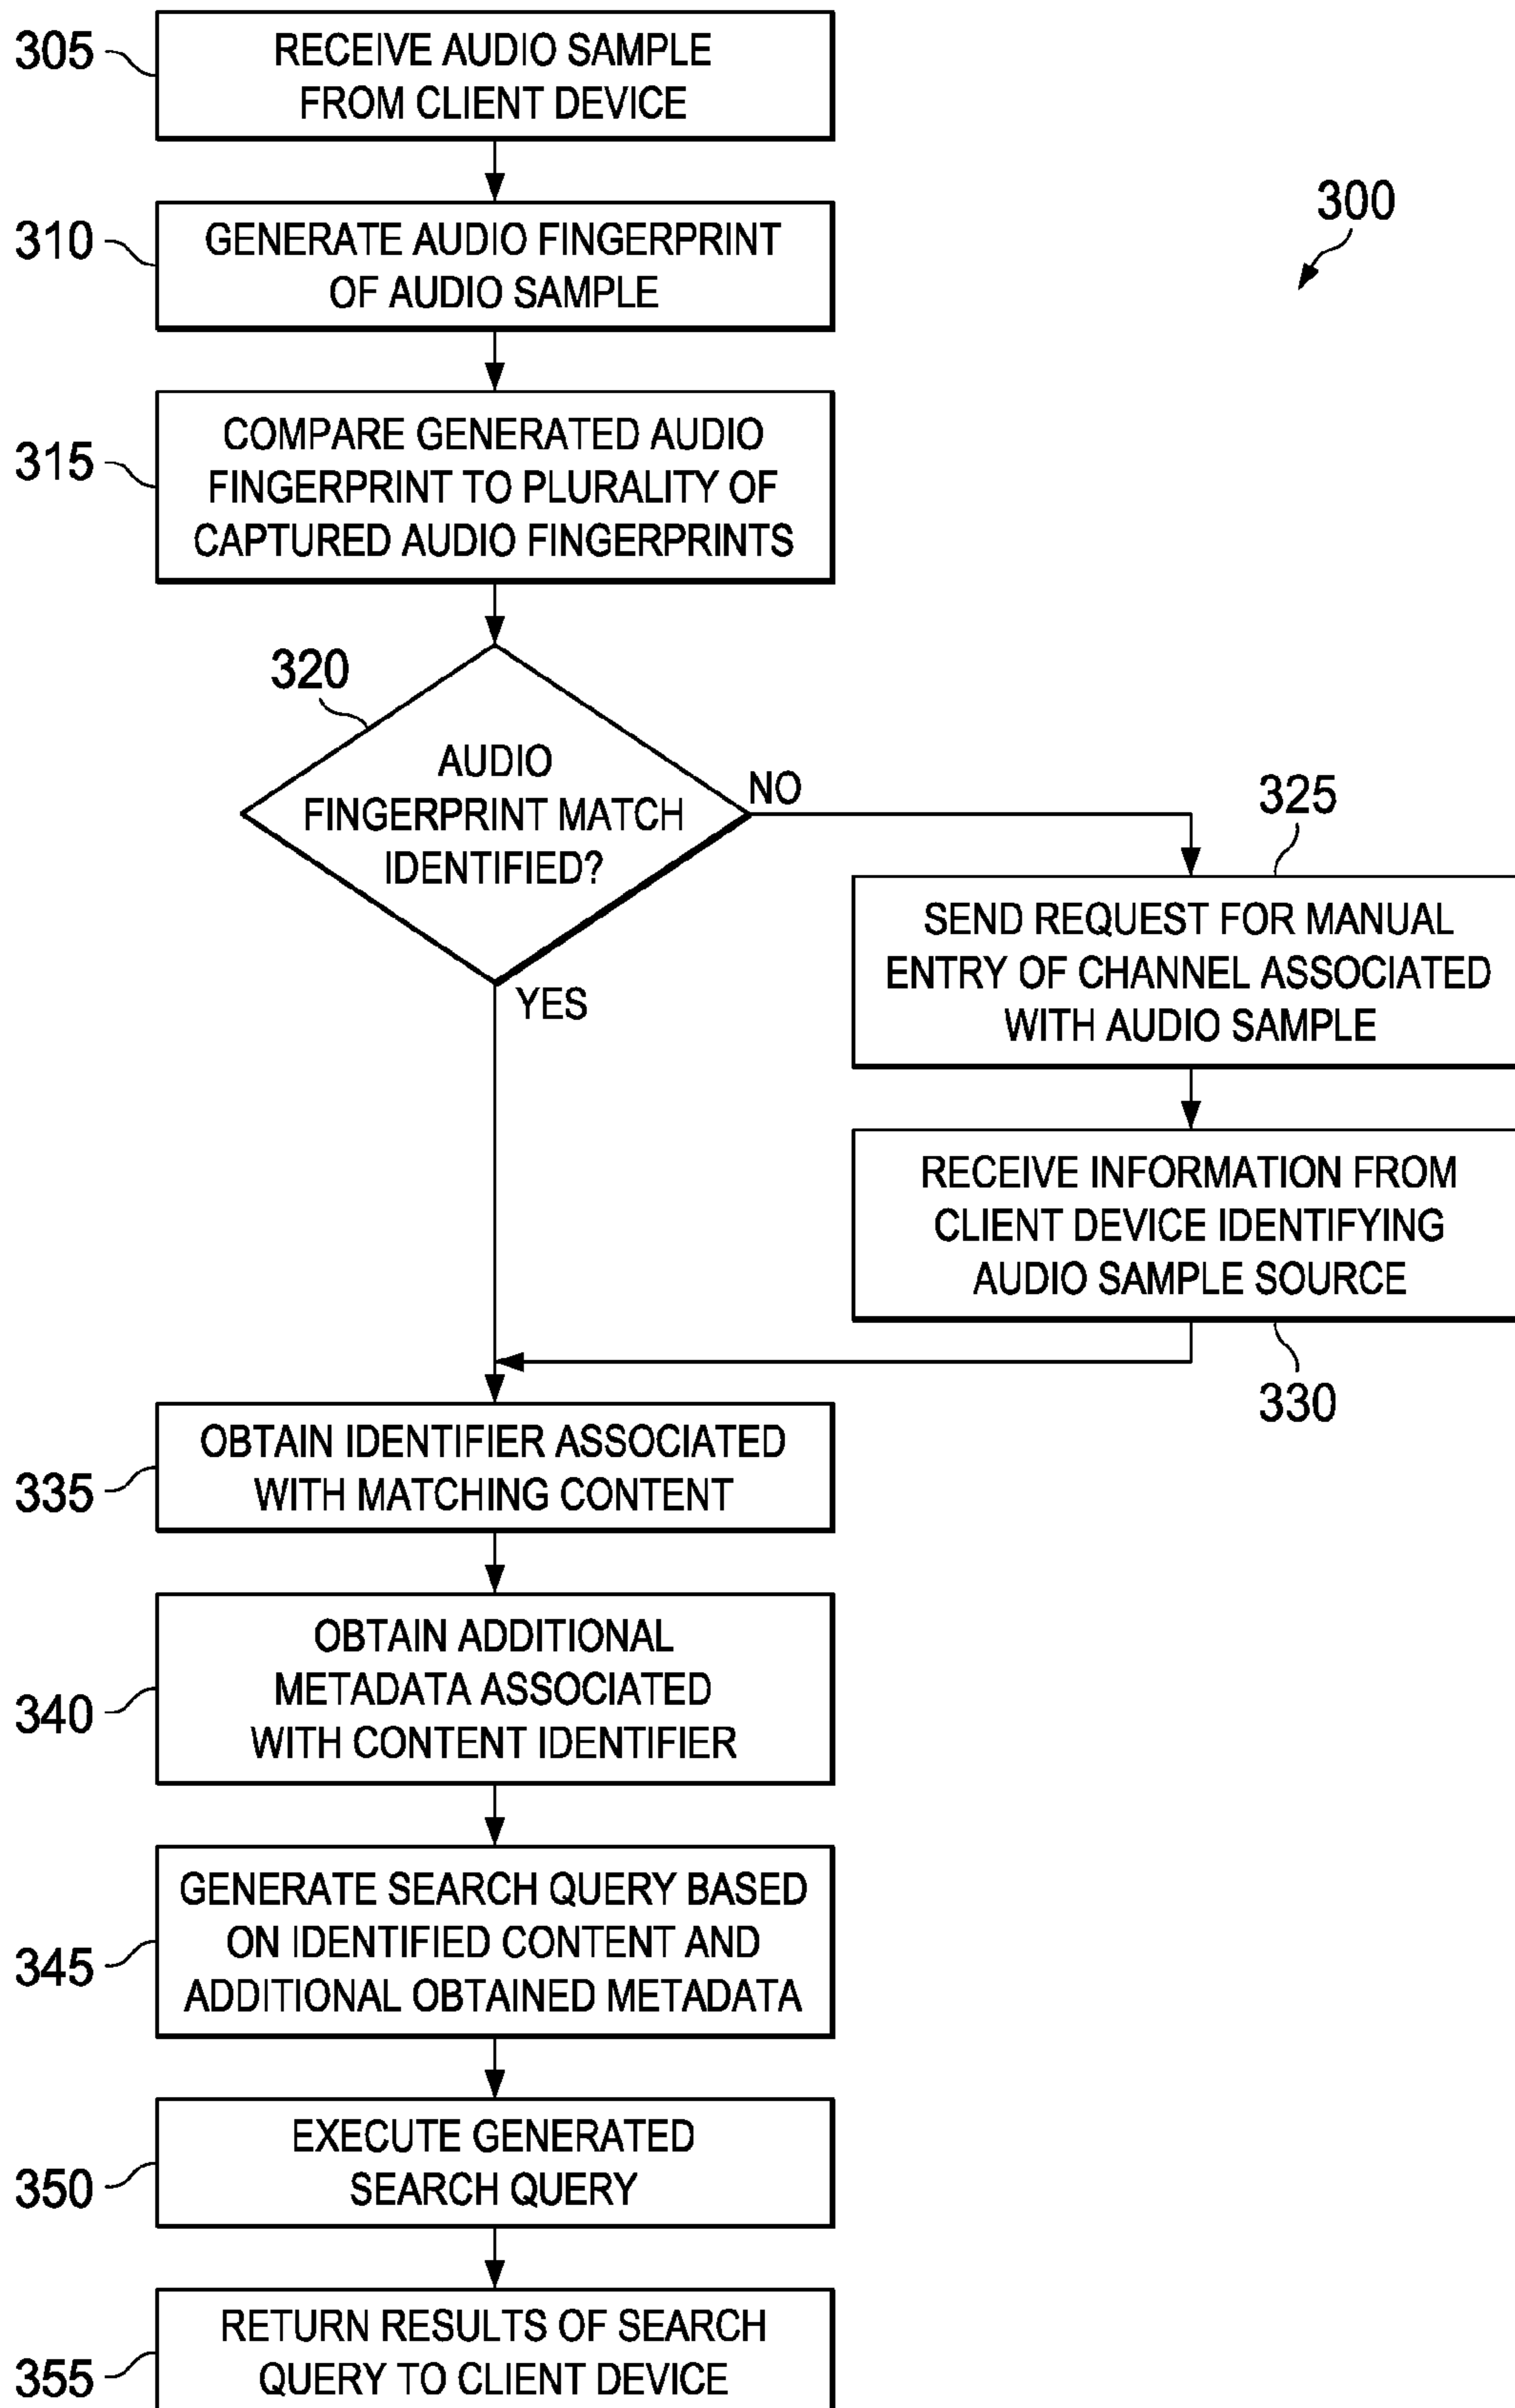 305
RECEIVE AUDIO SAMPLE
FROM CLIENT DEVICE
300
310
GENERATE AUDIO FINGERPRINT
OF AUDIO SAMPLE
315
COMPARE GENERATED AUDIO
FINGERPRINT TO PLURALITY OF
CAPTURED AUDIO FINGERPRINTS
320
AUDIO
FINGERPRINT MATCH
IDENTIFIED?
NO
YES
325
SEND REQUEST FOR MANUAL
ENTRY OF CHANNEL ASSOCIATED
WITH AUDIO SAMPLE
RECEIVE INFORMATION FROM
CLIENT DEVICE IDENTIFYING
AUDIO SAMPLE SOURCE
330
335
OBTAIN IDENTIFIER ASSOCIATED
WITH MATCHING CONTENT
340
OBTAIN ADDITIONAL
METADATA ASSOCIATED
WITH CONTENT IDENTIFIER
345
GENERATE SEARCH QUERY BASED
ON IDENTIFIED CONTENT AND
ADDITIONAL OBTAINED METADATA
350
EXECUTE GENERATED
SEARCH QUERY
355
RETURN RESULTS OF SEARCH
QUERY TO CLIENT DEVICE